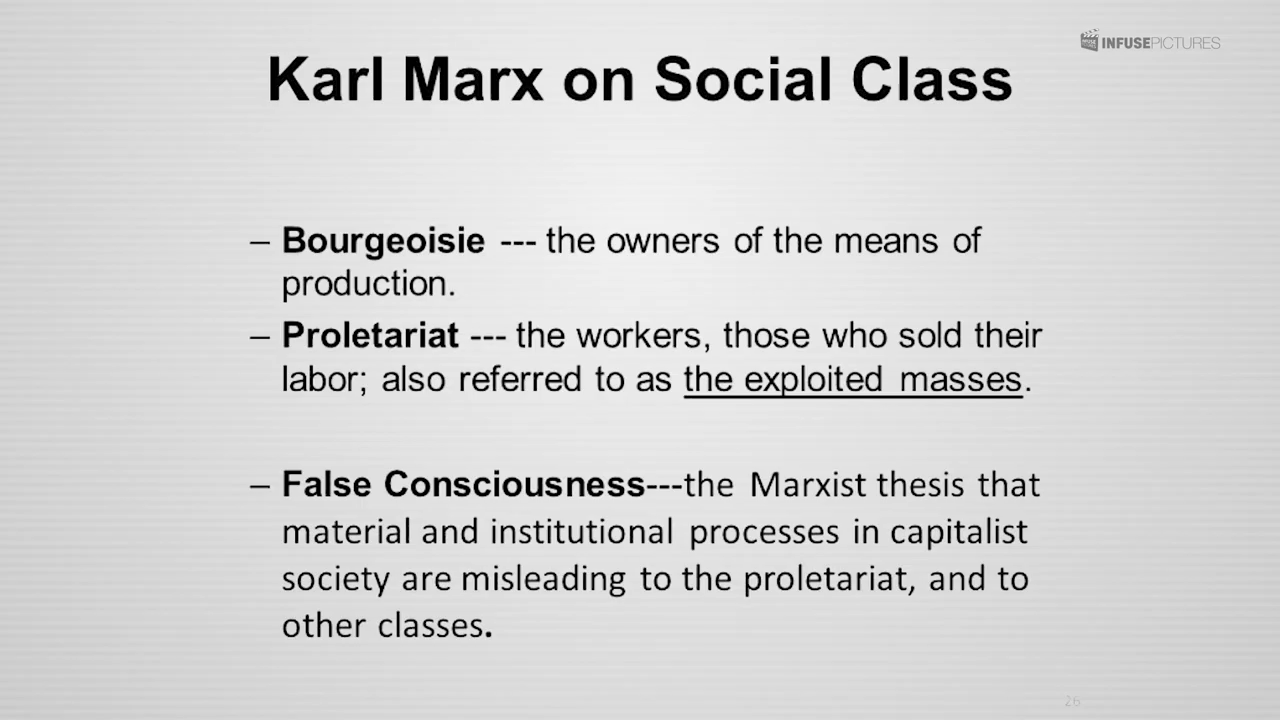 INFUSEPICTURES
Karl Marx on Social Class
– Bourgeoisie --- the owners of the means of
production.
– Proletariat --- the workers, those who sold their
labor; also referred to as the exploited masses.
– False Consciousness---the Marxist thesis that
material and institutional processes in capitalist
society are misleading to the proletariat, and to
other classes.
26